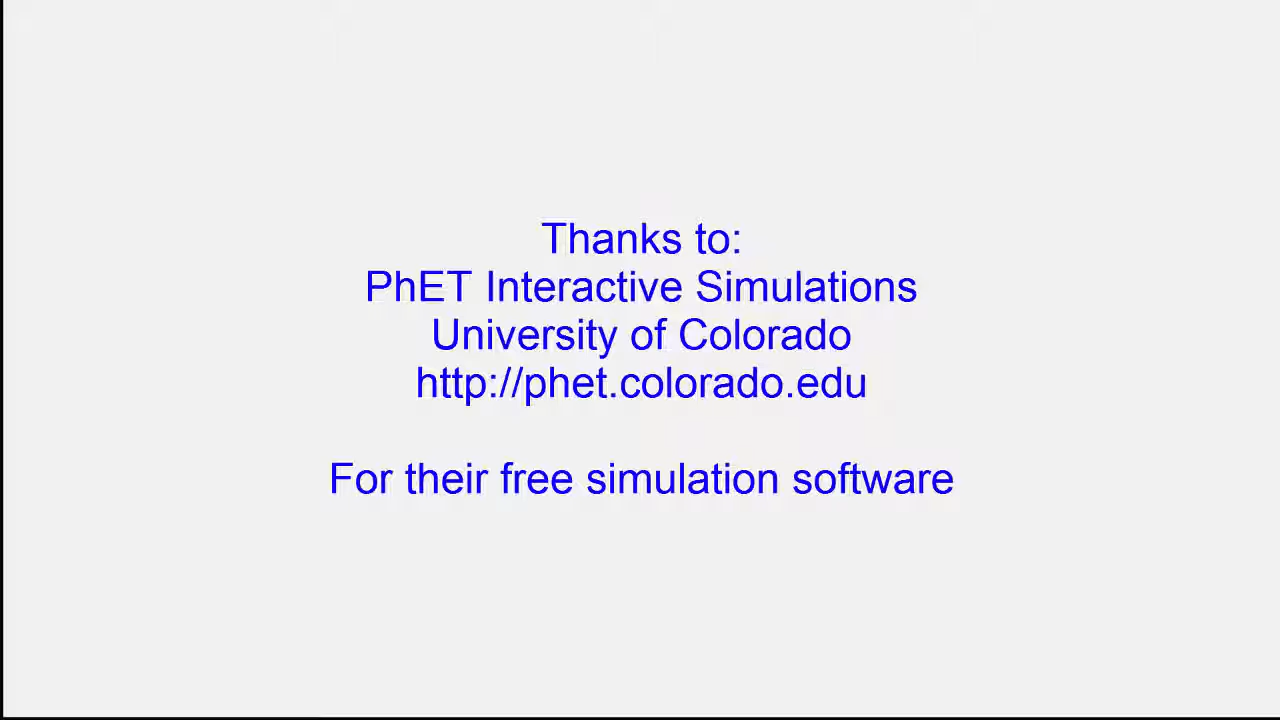 Thanks to:
PhET Interactive Simulations
University of Colorado
http://phet.colorado.edu
For their free simulation software